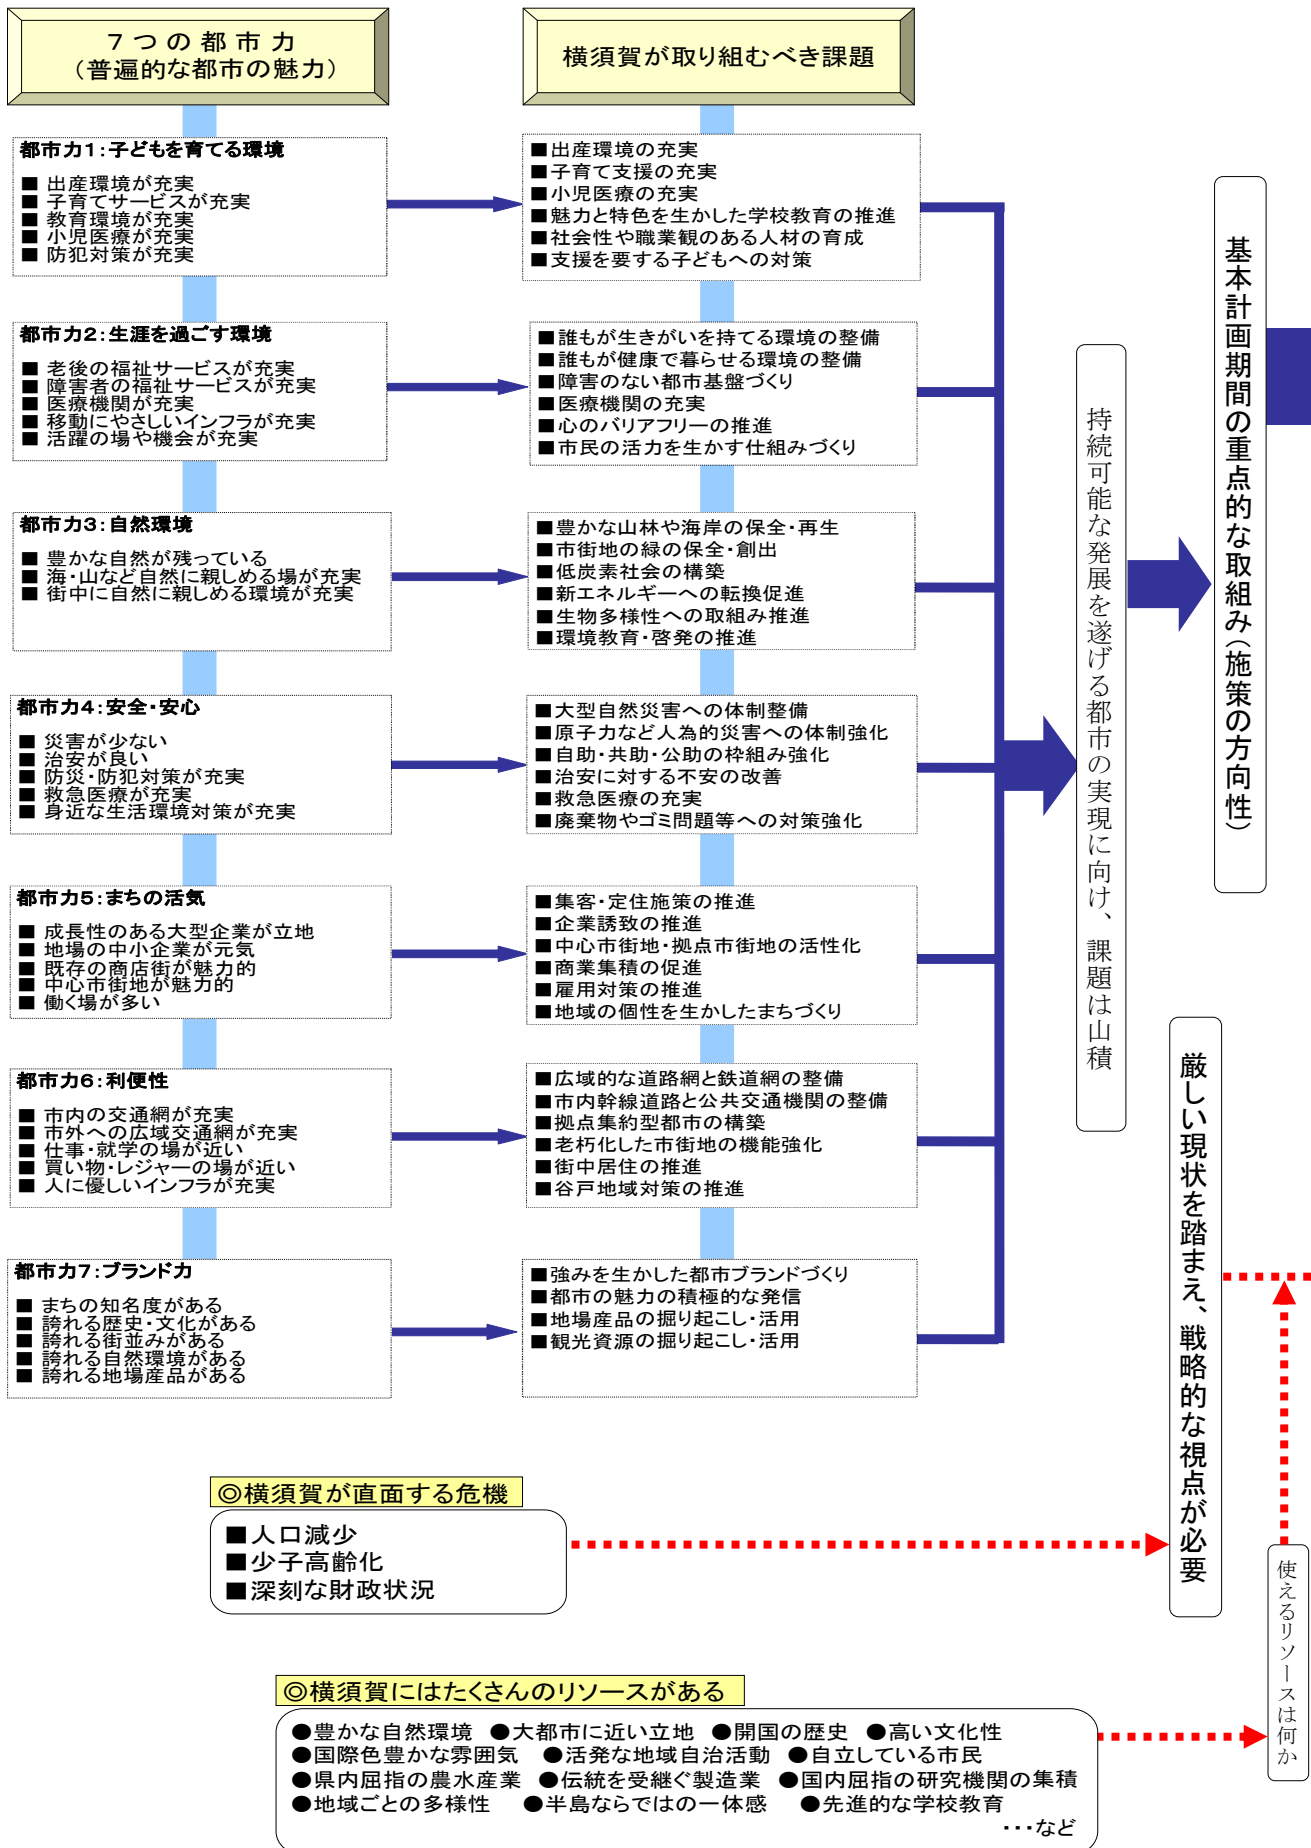 7つの都市力
（普遍的な都市の魅力）
横須賀が取り組むべき課題
都市力1：子どもを育てる環境
■ 出産環境が充実
■ 子育てサービスが充実
■ 教育環境が充実
■ 小児医療が充実
■ 防犯対策が充実
■出産環境の充実
■子育て支援の充実
■小児医療の充実
■魅力と特色を生かした学校教育の推進
■社会性や職業観のある人材の育成
■支援を要する子どもへの対策
都市力2：生涯を過ごす環境
■ 老後の福祉サービスが充実
■ 障害者の福祉サービスが充実
■ 医療機関が充実
■ 移動にやさしいインフラが充実
■ 活躍の場や機会が充実
■誰もが生きがいを持てる環境の整備
■誰もが健康で暮らせる環境の整備
■障害のない都市基盤づくり
■医療機関の充実
■心のバリアフリーの推進
■市民の活力を生かす仕組みづくり
都市力3：自然環境
■ 豊かな自然が残っている
■ 海・山など自然に親しめる場が充実
■ 街中に自然に親しめる環境が充実
■豊かな山林や海岸の保全・再生
■市街地の緑の保全・創出
■低炭素社会の構築
■新エネルギーへの転換促進
■生物多様性への取組み推進
■環境教育・啓発の推進
都市力4：安全・安心
■ 災害が少ない
■ 治安が良い
■ 防災・防犯対策が充実
■ 救急医療が充実
■ 身近な生活環境対策が充実
■大型自然災害への体制整備
■原子力など人為的災害への体制強化
■自助・共助・公助の枠組み強化
■治安に対する不安の改善
■救急医療の充実
■廃棄物やゴミ問題等への対策強化
都市力5：まちの活気
■ 成長性のある大型企業が立地
■ 地場の中小企業が元気
■ 既存の商店街が魅力的
■ 中心市街地が魅力的
■ 働く場が多い
■集客・定住施策の推進
■企業誘致の推進
■中心市街地・拠点市街地の活性化
■商業集積の促進
■雇用対策の推進
■地域の個性を生かしたまちづくり
都市力6：利便性
■ 市内の交通網が充実
■ 市外への広域交通網が充実
■ 仕事・就学の場が近い
■ 買い物・レジャーの場が近い
■ 人に優しいインフラが充実
■広域的な道路網と鉄道網の整備
■市内幹線道路と公共交通機関の整備
■拠点集約型都市の構築
■老朽化した市街地の機能強化
■街中居住の推進
■谷戸地域対策の推進
都市力7：ブランド力
■ まちの知名度がある
■ 誇れる歴史・文化がある
■ 誇れる街並みがある
■ 誇れる自然環境がある
■ 誇れる地場産品がある
■強みを生かした都市ブランドづくり
■都市の魅力の積極的な発信
■地場産品の掘り起こし・活用
■観光資源の掘り起こし・活用
持続可能な発展を遂げる都市の実現に向け、課題は山積
基本計画期間の重点的な取組み（施策の方向性）
厳しい現状を踏まえ、戦略的な視点が必要
◎横須賀が直面する危機
■人口減少
■少子高齢化
■深刻な財政状況
使えるリソースは何か
◎横須賀にはたくさんのリソースがある
●豊かな自然環境 ●大都市に近い立地 ●開国の歴史 ●高い文化性
●国際色豊かな雰囲気 ●活発な地域自治活動 ●自立している市民
●県内屈指の農水産業 ●伝統を受継ぐ製造業 ●国内屈指の研究機関の集積
●地域ごとの多様性 ●半島ならではの一体感 ●先進的な学校教育
・・・など